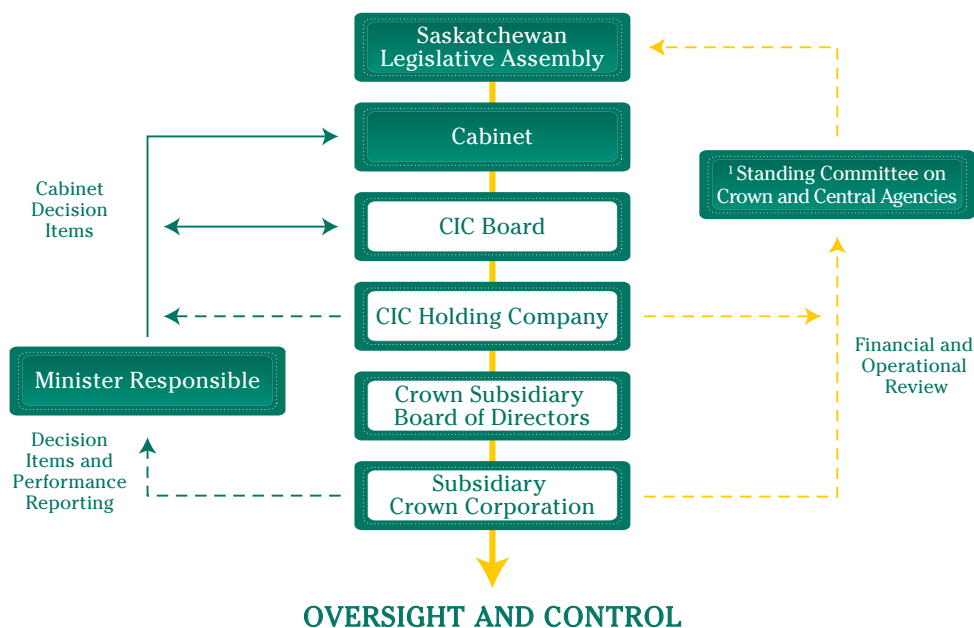 Saskatchewan
Legislative Assembly
Cabinet
¹ Standing Committee on
Crown and Central Agencies
Cabinet
Decision
Items
CIC Board
CIC Holding Company
Minister Responsible
Financial and
Operational
Review
Crown Subsidiary
Board of Directors
Decision
Items and
Performance
Reporting
Subsidiary
Crown Corporation
OVERSIGHT AND CONTROL